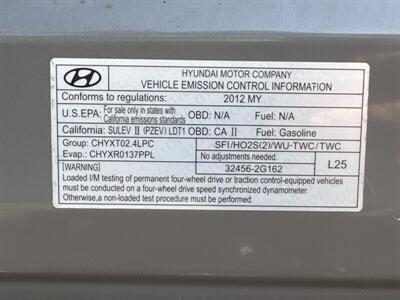 HYUNDAI MOTOR COMPANY
VEHICLE EMISSION CONTROL INFORMATION
Conforms to regulations: 2012 MY
U.S.EPA: For sale only in states with California emissions standards OBD: N/A Fuel: N/A
California: SULEV II (PZEV) LDT1 OBD: CA II Fuel: Gasoline
Group: CHYXT02.4LPC SFI/HO2S(2)/WU-TWC/TWC
Evap.: CHYXR0137PPL NO ADJUSTMENTS NEEDED
32456-2G162 L25
[WARNING]
Loaded I/M testing of permanent four-wheel drive or traction control-equipped vehicles
must be conducted on a four-wheel drive speed synchronized dynamometer.
Otherwise, a non-loaded test procedure must be used.